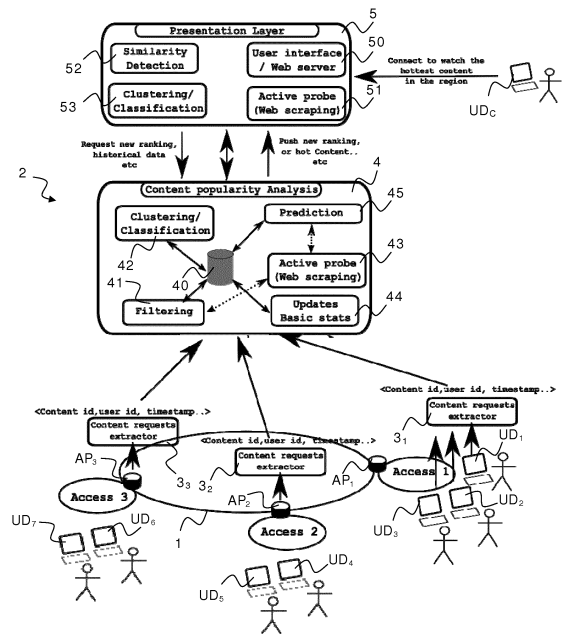 Presentation Layer
5
Similarity
Detection
52
User interface
/ Web server
50
Connect to watch the
hottest content
in the region
UDC
Clustering/
Classification
53
Active probe
(Web scraping)
51
Request new ranking,
historical data
etc
Push new ranking,
or hot Content..
etc
2
Content popularity Analysis
4
45
Clustering/
Classification
42
Prediction
40
43
Active probe
(Web scraping)
41
Filtering
Updates
Basic stats
44
<Content id,user id, timestamp..>
Content requests
extractor
31
<Content id,user id, timestamp..>
Content requests
extractor
33
<Content id,user id, timestamp..>
Content requests
extractor
32
AP3
AP2
AP1
Access 1
UD1
UD2
UD3
Access 3
1
Access 2
UD7
UD6
UD5
UD4